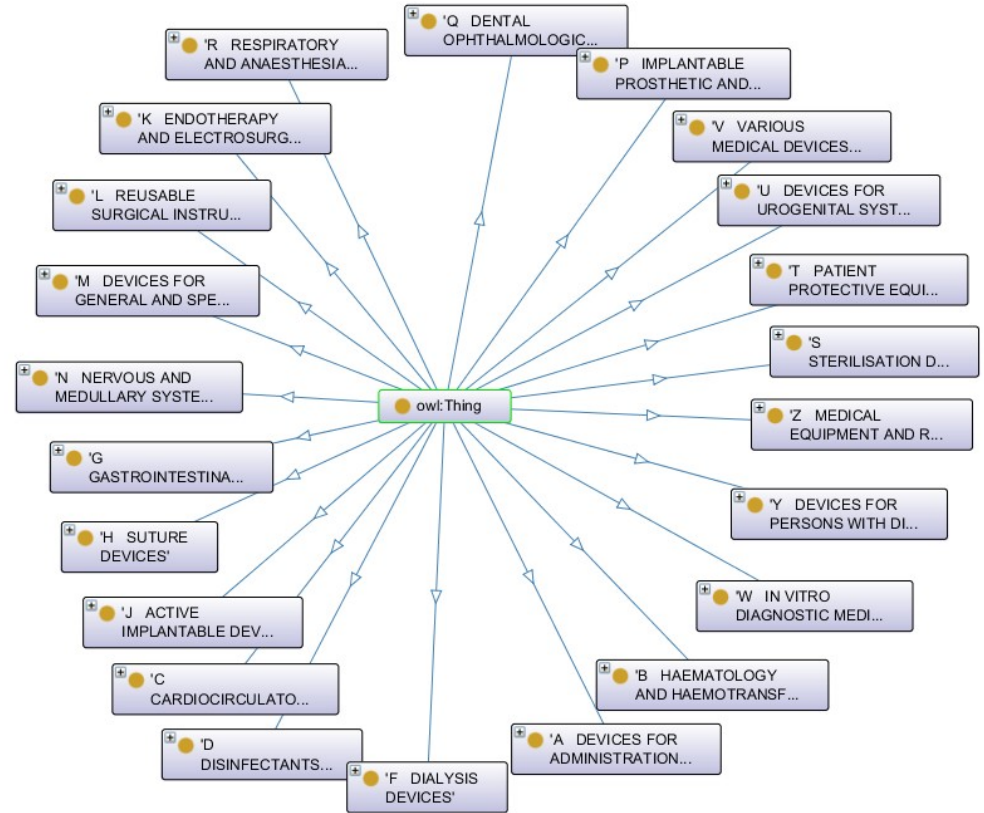 'Q DENTAL
OPHTHALMOLOGIC...
'R RESPIRATORY
AND ANAESTHESIA...
'P IMPLANTABLE
PROSTHETIC AND...
'K ENDOTHERAPY
AND ELECTROSURG...
'V VARIOUS
MEDICAL DEVICES...
'L REUSABLE
SURGICAL INSTRU...
'U DEVICES FOR
UROGENITAL SYST...
'M DEVICES FOR
GENERAL AND SPE...
'T PATIENT
PROTECTIVE EQUI...
'S
STERILISATION D...
'N NERVOUS AND
MEDULLARY SYSTE...
owl:Thing
'Z MEDICAL
EQUIPMENT AND R...
'G
GASTROINTESTINA...
'Y DEVICES FOR
PERSONS WITH DI...
'H SUTURE
DEVICES'
'W IN VITRO
DIAGNOSTIC MEDI...
'J ACTIVE
IMPLANTABLE DEV...
'B HAEMATOLOGY
AND HAEMOTRANSF...
'C
CARDIOCIRCULATO...
'D
DISINFECTANTS...
'A DEVICES FOR
ADMINISTRATION...
'F DIALYSIS
DEVICES'